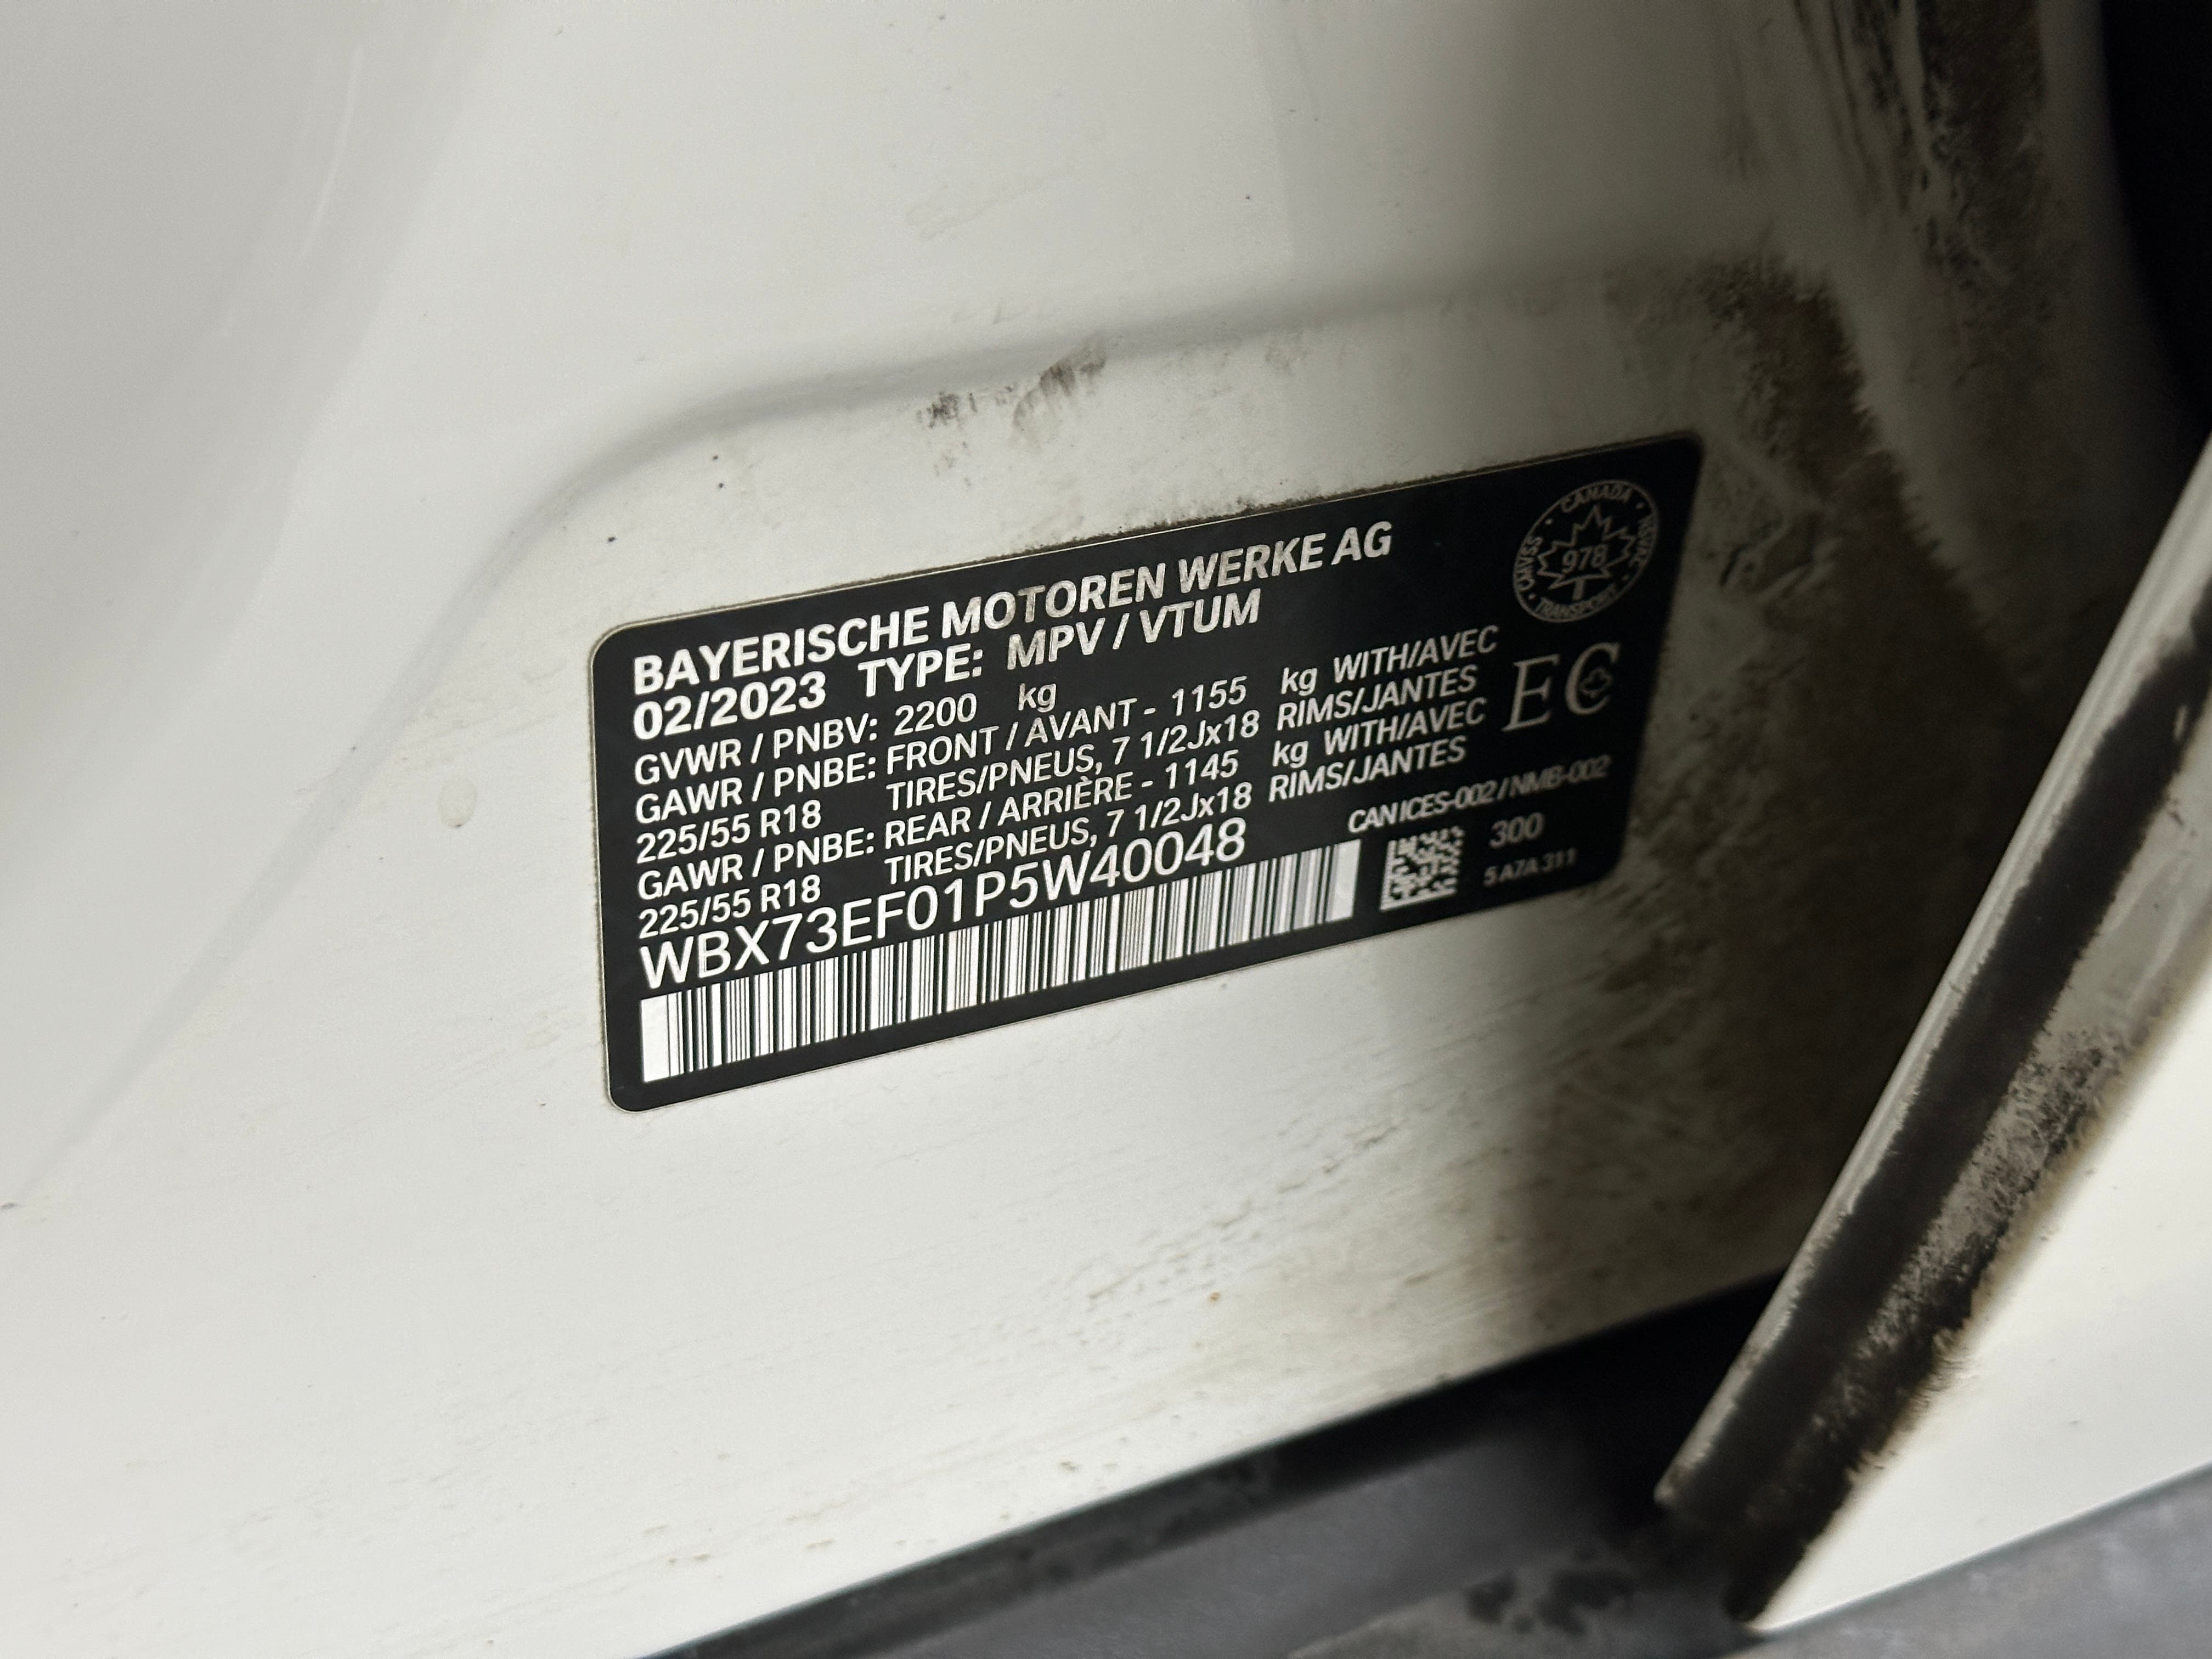 BAYERISCHE MOTOREN WERKE AG
02/2023 TYPE: MPV / VTUM
GVWR / PNBV: 2200 kg
GAWR / PNBE: FRONT / AVANT - 1155 kg WITH/AVEC
225/55 R18 TIRES/PNEUS, 7 1/2Jx18 RIMS/JANTES
GAWR / PNBE: REAR / ARRIÈRE - 1145 kg WITH/AVEC
225/55 R18 TIRES/PNEUS, 7 1/2Jx18 RIMS/JANTES
WBX73EF01P5W40048
CANADA
978
TRANSPORT
EC
CAN ICES-002 / NMB-002
300
5 A7A 311